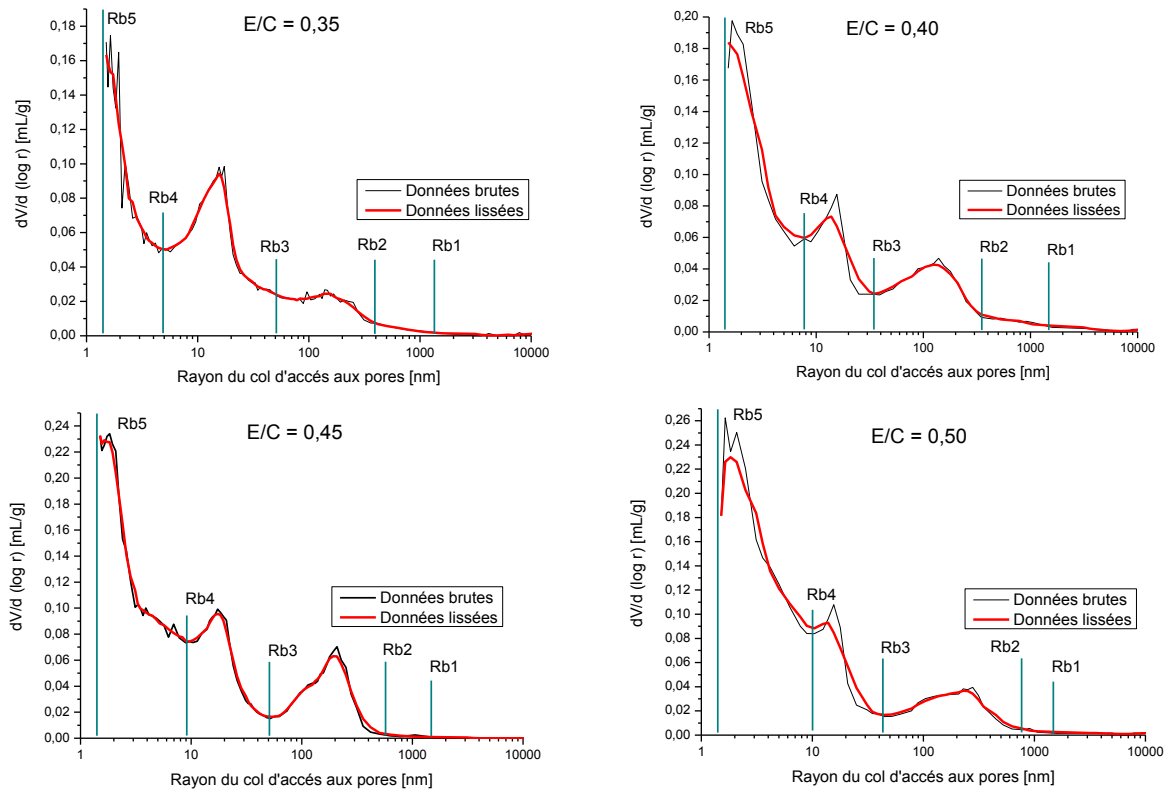 E/C = 0,35
Rb5
Rb4
Rb3
Rb2
Rb1
Données brutes
Données lissées
dV/d (log r) [mL/g]
0,16
0,14
0,12
0,10
0,08
0,06
0,04
0,02
0,00
1
10
100
1000
10000
Rayon du col d'accés aux pores [nm]
E/C = 0,40
Rb5
Rb4
Rb3
Rb2
Rb1
Données brutes
Données lissées
dV/d (log r) [mL/g]
0,20
0,18
0,16
0,14
0,12
0,10
0,08
0,06
0,04
0,02
0,00
1
10
100
1000
10000
Rayon du col d'accés aux pores [nm]
E/C = 0,45
Rb5
Rb4
Rb3
Rb2
Rb1
Données brutes
Données lissées
dV/d (log r) [mL/g]
0,24
0,22
0,20
0,18
0,16
0,14
0,12
0,10
0,08
0,06
0,04
0,02
0,00
1
10
100
1000
10000
Rayon du col d'accés aux pores [nm]
E/C = 0,50
Rb5
Rb4
Rb3
Rb2
Rb1
Données brutes
Données lissées
dV/d (log r) [mL/g]
0,26
0,24
0,22
0,20
0,18
0,16
0,14
0,12
0,10
0,08
0,06
0,04
0,02
0,00
1
10
100
1000
10000
Rayon du col d'accés aux pores [nm]